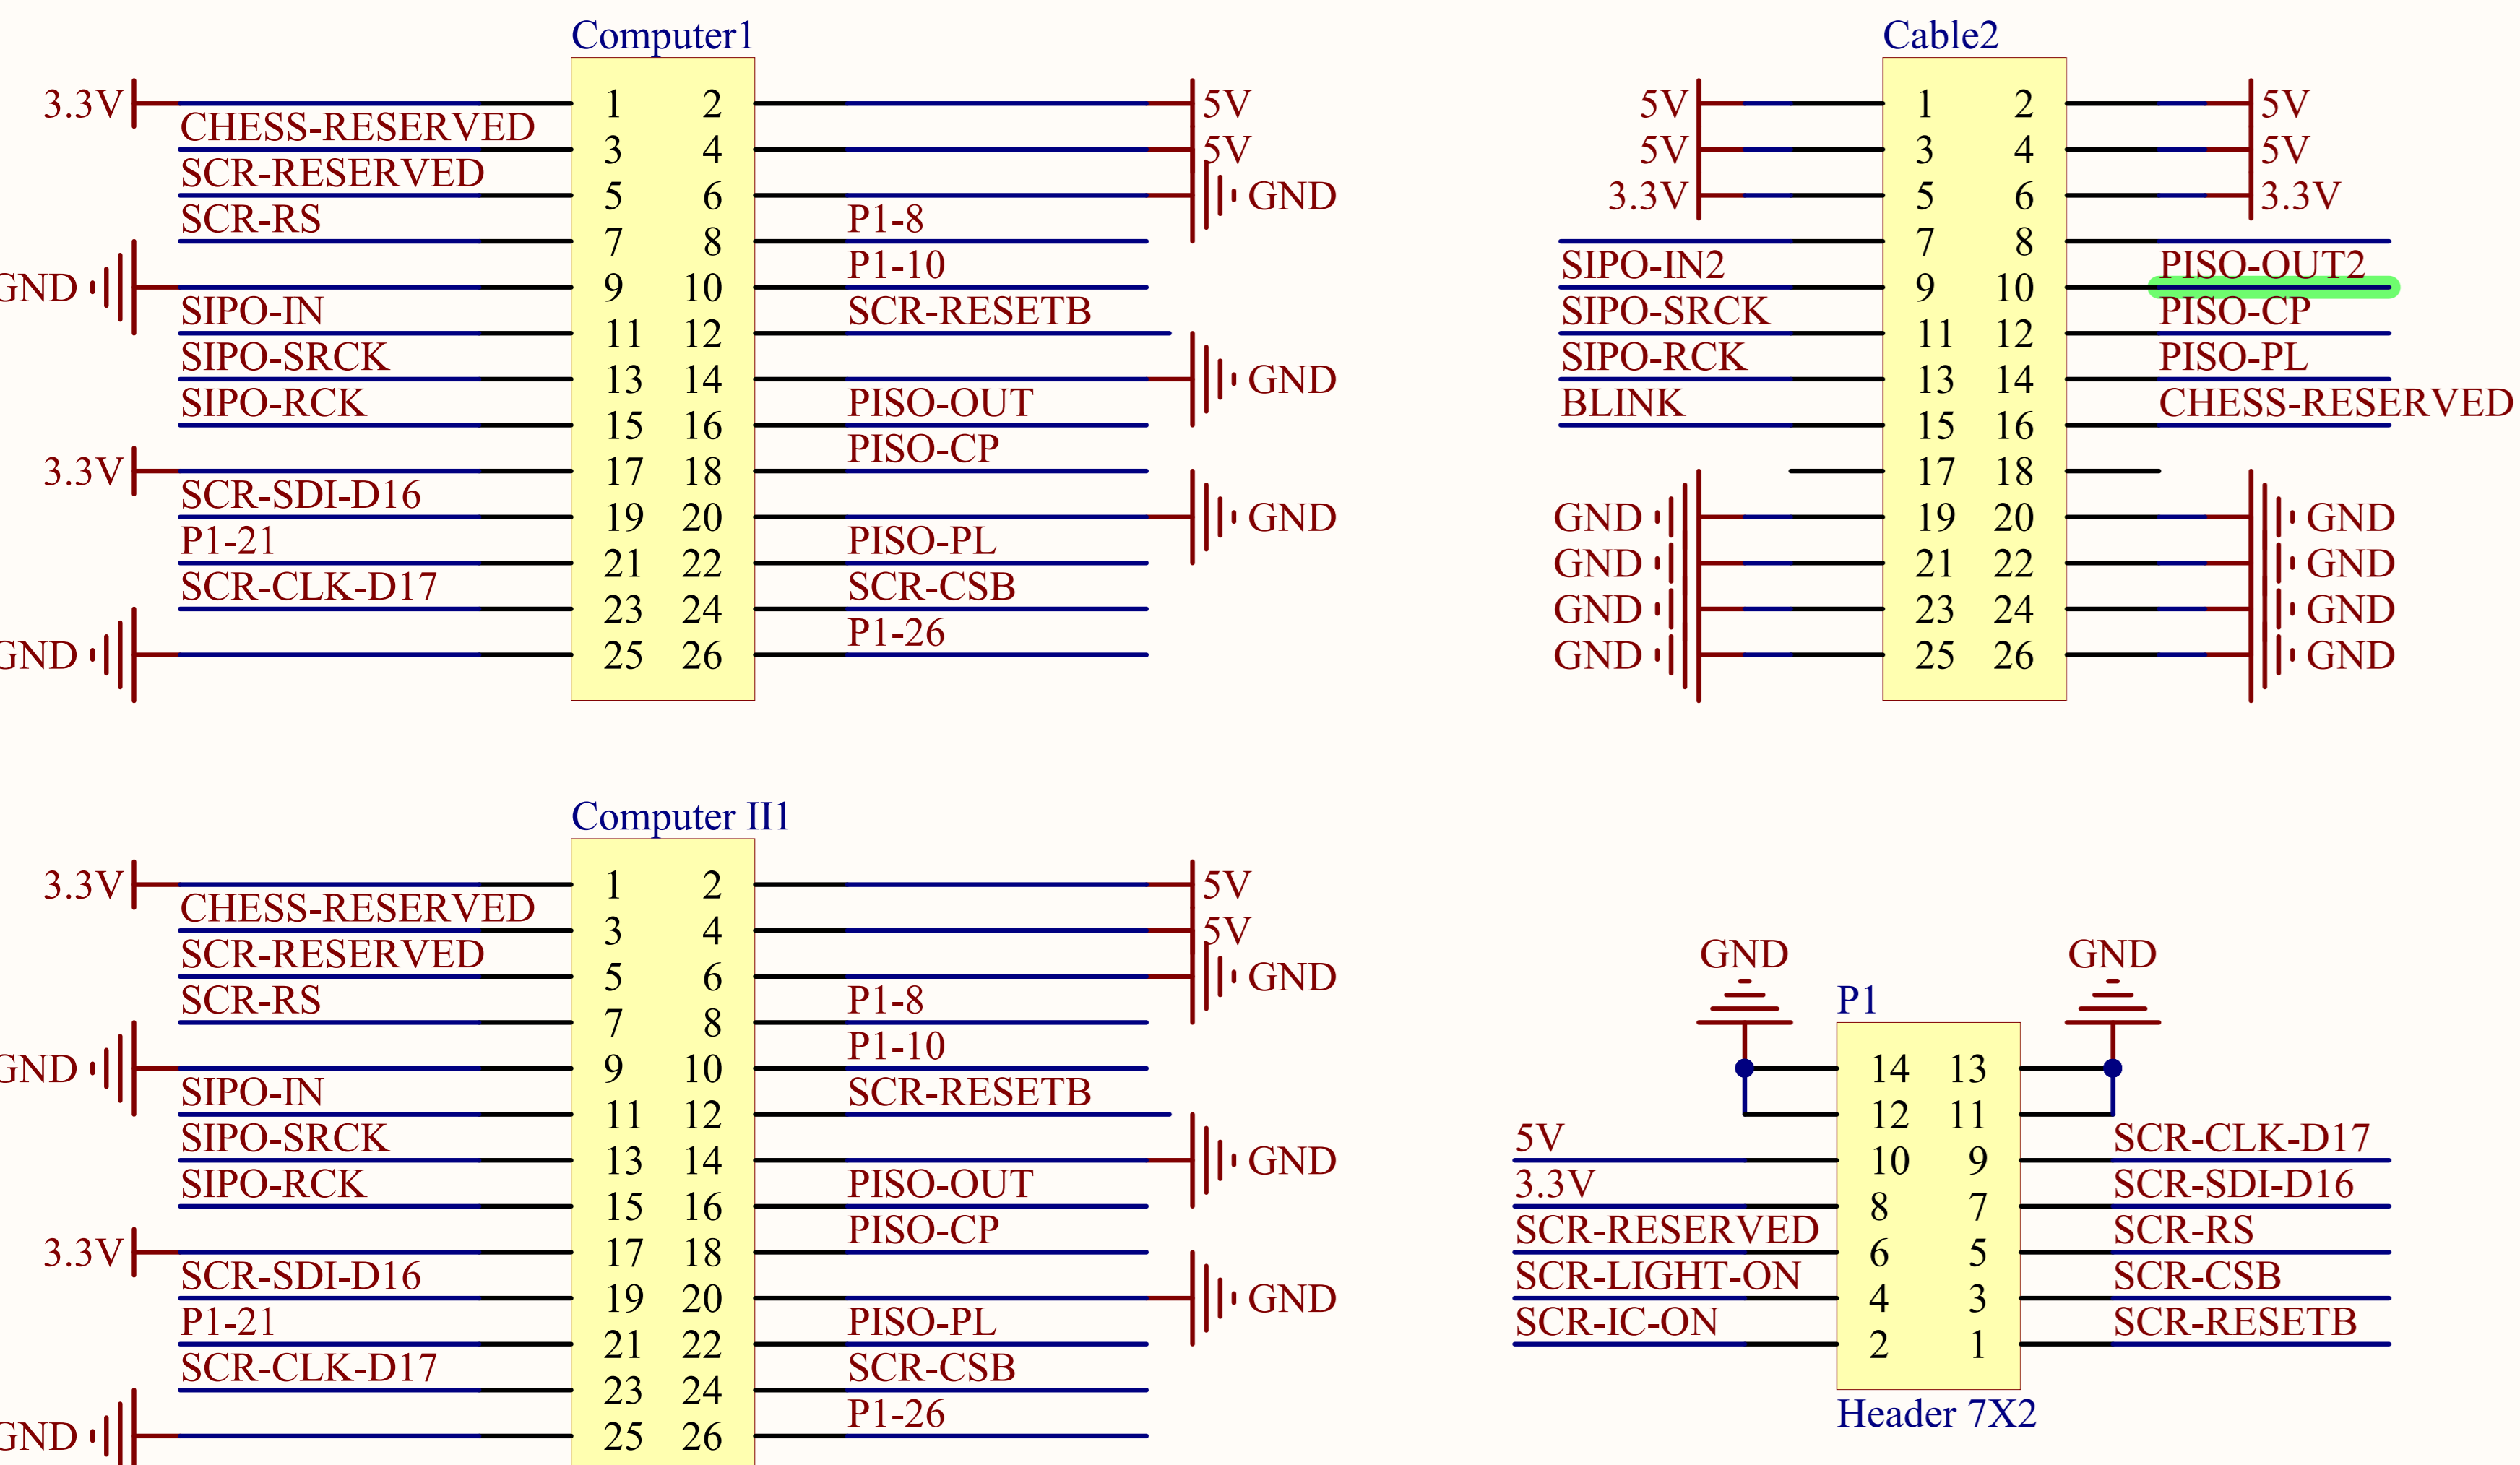 Computer1
3.3V 1 2 5V
CHESS-RESERVED
3 4 5V
SCR-RESERVED
5 6 GND
SCR-RS P1-8
7 8
P1-10
GND 9 10
SIPO-IN SCR-RESETB
11 12
SIPO-SRCK
13 14 GND
SIPO-RCK PISO-OUT
15 16
PISO-CP
3.3V 17 18
SCR-SDI-D16
19 20 GND
P1-21 PISO-PL
21 22
SCR-CLK-D17 SCR-CSB
23 24
P1-26
GND 25 26
Cable2
5V 1 2 5V
5V 3 4 5V
3.3V 5 6 3.3V
7 8
SIPO-IN2 PISO-OUT2
9 10
SIPO-SRCK PISO-CP
11 12
SIPO-RCK PISO-PL
13 14
BLINK CHESS-RESERVED
15 16
17 18
GND 19 20 GND
GND 21 22 GND
GND 23 24 GND
GND 25 26 GND
Computer II1
3.3V 1 2 5V
CHESS-RESERVED
3 4 5V
SCR-RESERVED
5 6 GND
SCR-RS P1-8
7 8
P1-10
GND 9 10
SIPO-IN SCR-RESETB
11 12
SIPO-SRCK
13 14 GND
SIPO-RCK PISO-OUT
15 16
PISO-CP
3.3V 17 18
SCR-SDI-D16
19 20 GND
P1-21 PISO-PL
21 22
SCR-CLK-D17 SCR-CSB
23 24
P1-26
GND 25 26
GND GND
P1
14 13
12 11
5V SCR-CLK-D17
10 9
3.3V SCR-SDI-D16
8 7
SCR-RESERVED SCR-RS
6 5
SCR-LIGHT-ON SCR-CSB
4 3
SCR-IC-ON SCR-RESETB
2 1
Header 7X2